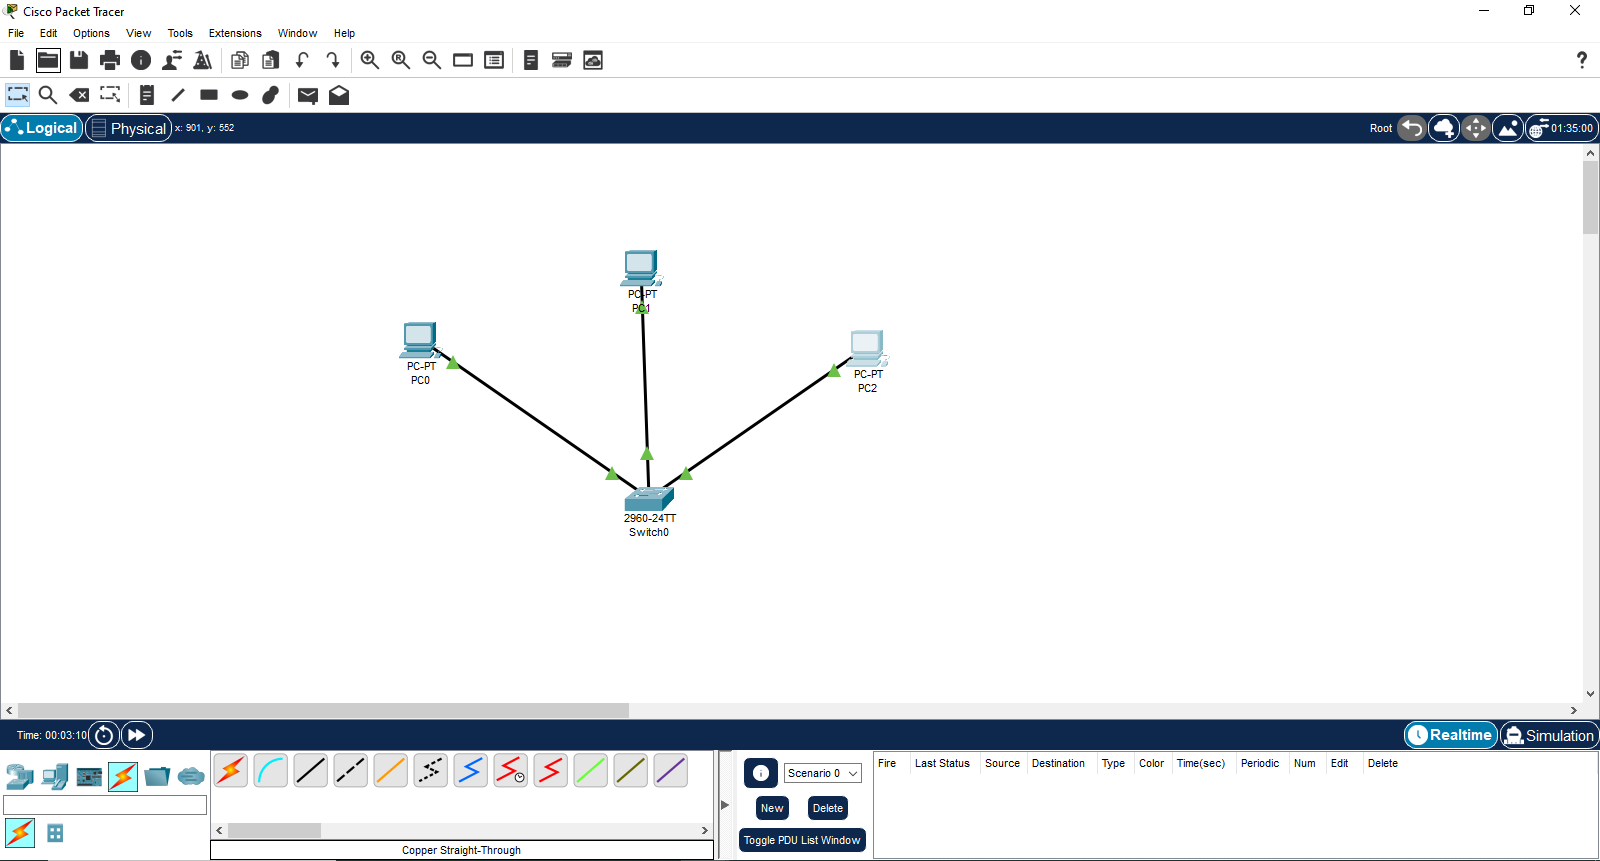 Cisco Packet Tracer
File Edit Options View Tools Extensions Window Help
?
Logical Physical x: 901, y: 552 Root 01:35:00
PC-PT
PC1
PC-PT
PC0
PC-PT
PC2
2960-24TT
Switch0
Time: 00:03:10 Realtime Simulation
Fire Last Status Source Destination Type Color Time(sec) Periodic Num Edit Delete
Scenario 0
New Delete
Toggle PDU List Window
Copper Straight-Through